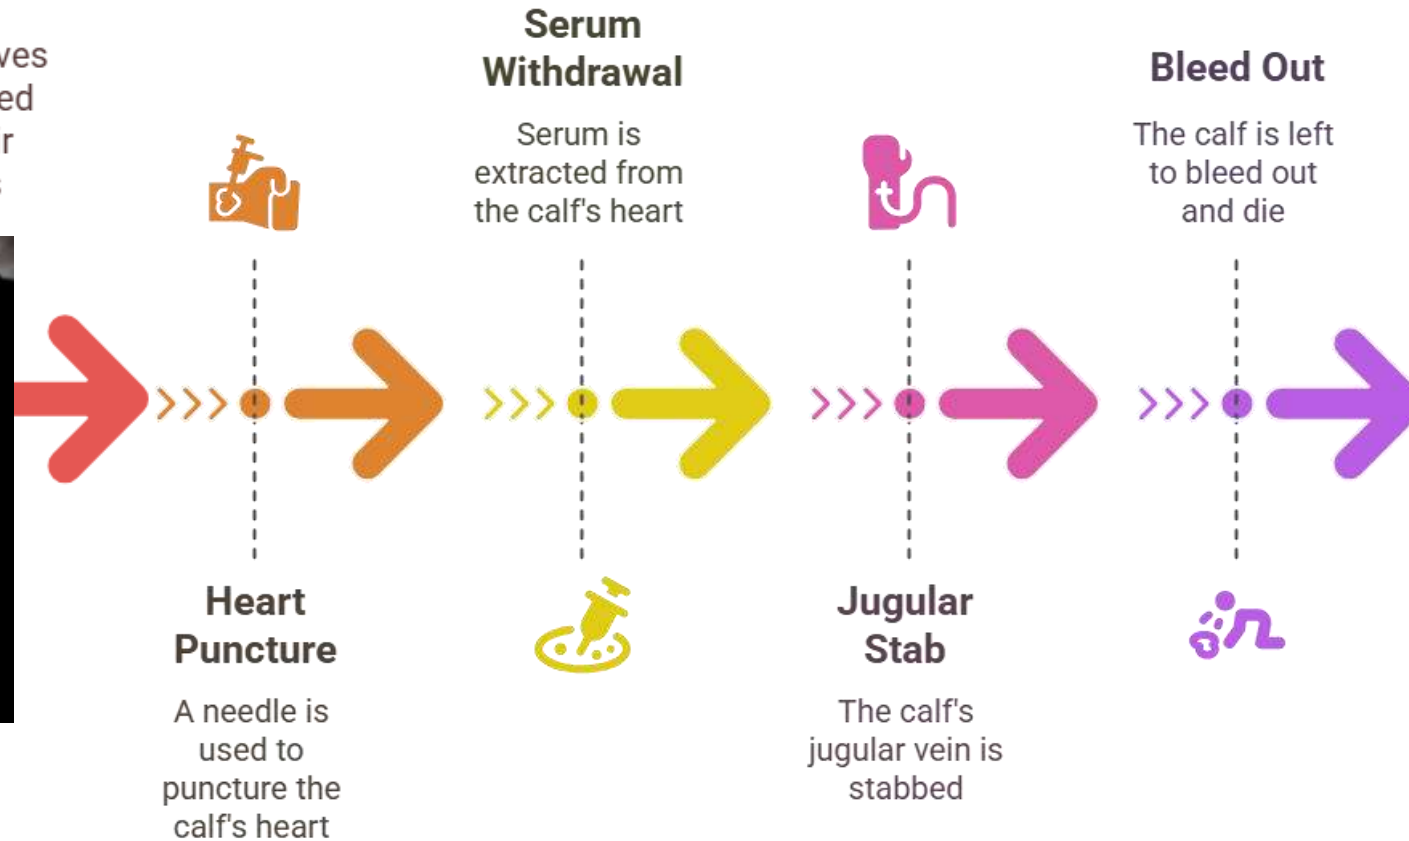 Heart
Puncture
A needle is
used to
puncture the
calf's heart
Serum
Withdrawal
Serum is
extracted from
the calf's heart
Jugular
Stab
The calf's
jugular vein is
stabbed
Bleed Out
The calf is left
to bleed out
and die